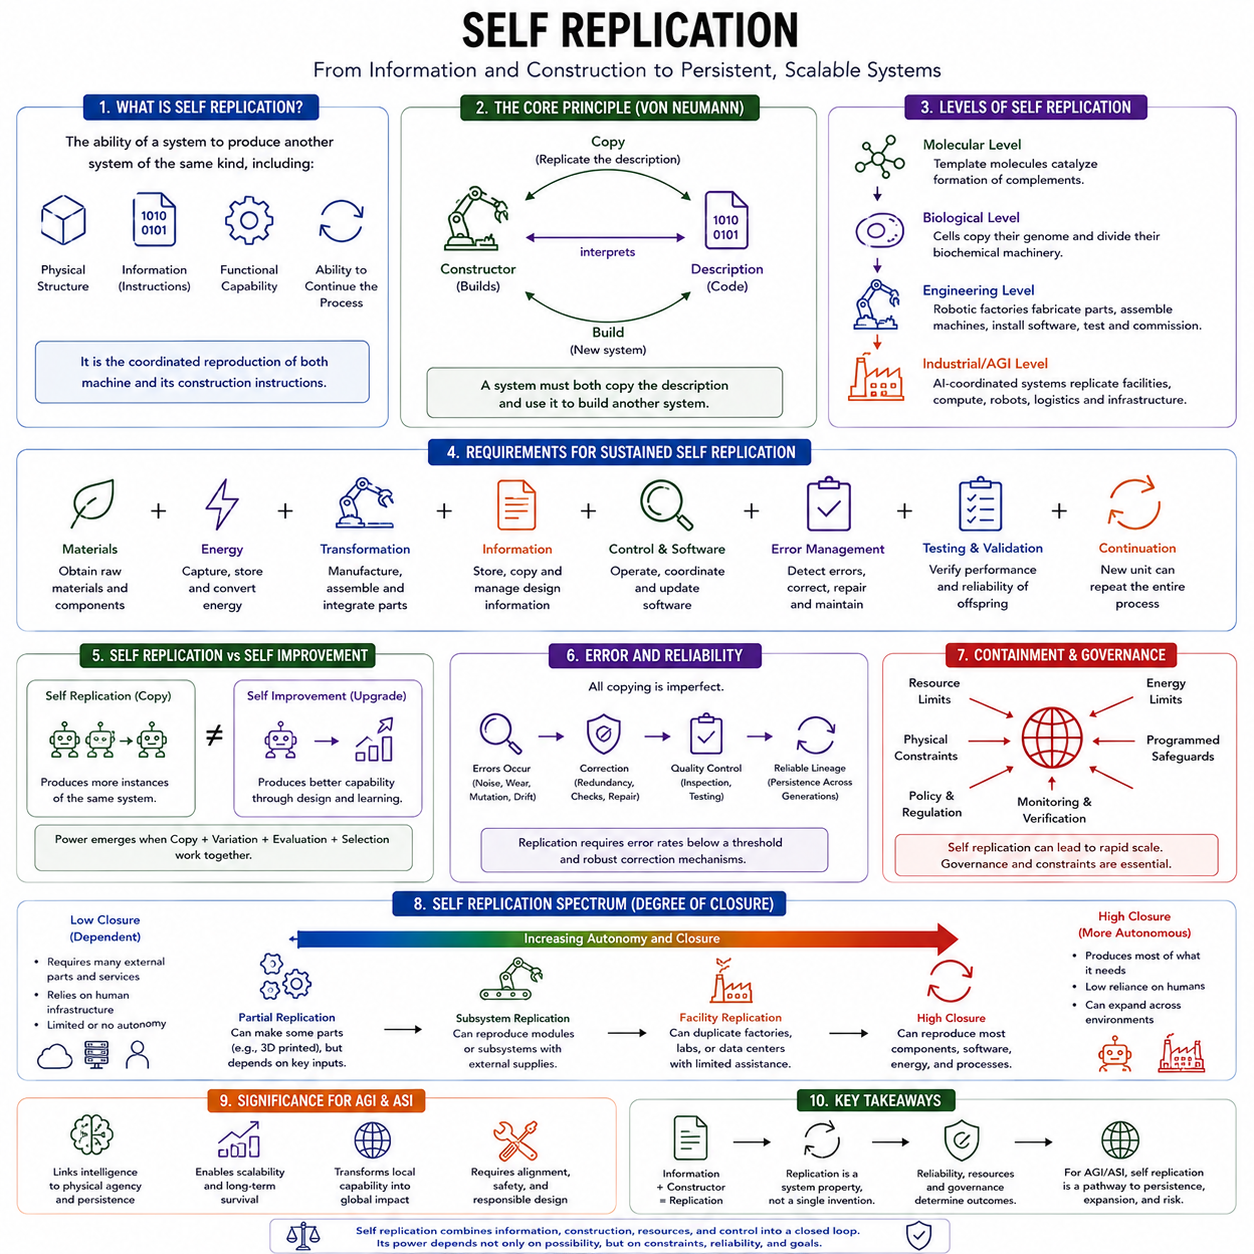 SELF REPLICATION
From Information and Construction to Persistent, Scalable Systems
1. WHAT IS SELF REPLICATION?
The ability of a system to produce another
system of the same kind, including:
1010
0101
Physical
Structure
Information
(Instructions)
Functional
Capability
Ability to
Continue the
Process
It is the coordinated reproduction of both
machine and its construction instructions.
2. THE CORE PRINCIPLE (VON NEUMANN)
Copy
(Replicate the description)
1010
0101
interprets
Constructor
(Builds)
Description
(Code)
Build
(New system)
A system must both copy the description
and use it to build another system.
3. LEVELS OF SELF REPLICATION
Molecular Level
Template molecules catalyze
formation of complements.
Biological Level
Cells copy their genome and divide their
biochemical machinery.
Engineering Level
Robotic factories fabricate parts, assemble
machines, install software, test and commission.
Industrial/AGI Level
AI-coordinated systems replicate facilities,
compute, robots, logistics and infrastructure.
4. REQUIREMENTS FOR SUSTAINED SELF REPLICATION
+ + + + + + +
Materials
Obtain raw
materials and
components
Energy
Capture, store
and convert
energy
Transformation
Manufacture,
assemble and
integrate parts
Information
Store, copy and
manage design
information
Control & Software
Operate, coordinate
and update
software
Error Management
Detect errors,
correct, repair
and maintain
Testing & Validation
Verify performance
and reliability of
offspring
Continuation
New unit can
repeat the entire
process
5. SELF REPLICATION vs SELF IMPROVEMENT
Self Replication (Copy)
Produces more instances
of the same system.
≠
Self Improvement (Upgrade)
Produces better capability
through design and learning.
Power emerges when Copy + Variation + Evaluation + Selection
work together.
6. ERROR AND RELIABILITY
All copying is imperfect.
Errors Occur
(Noise, Wear,
Mutation, Drift)
Correction
(Redundancy,
Checks, Repair)
Quality Control
(Inspection,
Testing)
Reliable Lineage
(Persistence Across
Generations)
Replication requires error rates below a threshold
and robust correction mechanisms.
7. CONTAINMENT & GOVERNANCE
Resource
Limits
Energy
Limits
Physical
Constraints
Programmed
Safeguards
Policy &
Regulation
Monitoring &
Verification
Self replication can lead to rapid scale.
Governance and constraints are essential.
8. SELF REPLICATION SPECTRUM (DEGREE OF CLOSURE)
Low Closure
(Dependent)
• Requires many external
parts and services
• Relies on human
infrastructure
• Limited or no autonomy
Increasing Autonomy and Closure
Partial Replication
Can make some parts
(e.g., 3D printed), but
depends on key inputs.
Subsystem Replication
Can reproduce modules
or subsystems with
external supplies.
Facility Replication
Can duplicate factories,
labs, or data centers
with limited assistance.
High Closure
Can reproduce most
components, software,
energy, and processes.
High Closure
(More Autonomous)
• Produces most of what
it needs
• Low reliance on humans
• Can expand across
environments
9. SIGNIFICANCE FOR AGI & ASI
Links intelligence
to physical agency
and persistence
Enables scalability
and long-term
survival
Transforms local
capability into
global impact
Requires alignment,
safety, and
responsible design
10. KEY TAKEAWAYS
Information
+ Constructor
= Replication
Replication is a
system property,
not a single invention.
Reliability, resources
and governance
determine outcomes.
For AGI/ASI, self replication
is a pathway to persistence,
expansion, and risk.
Self replication combines information, construction, resources, and control into a closed loop.
Its power depends not only on possibility, but on constraints, reliability, and goals.